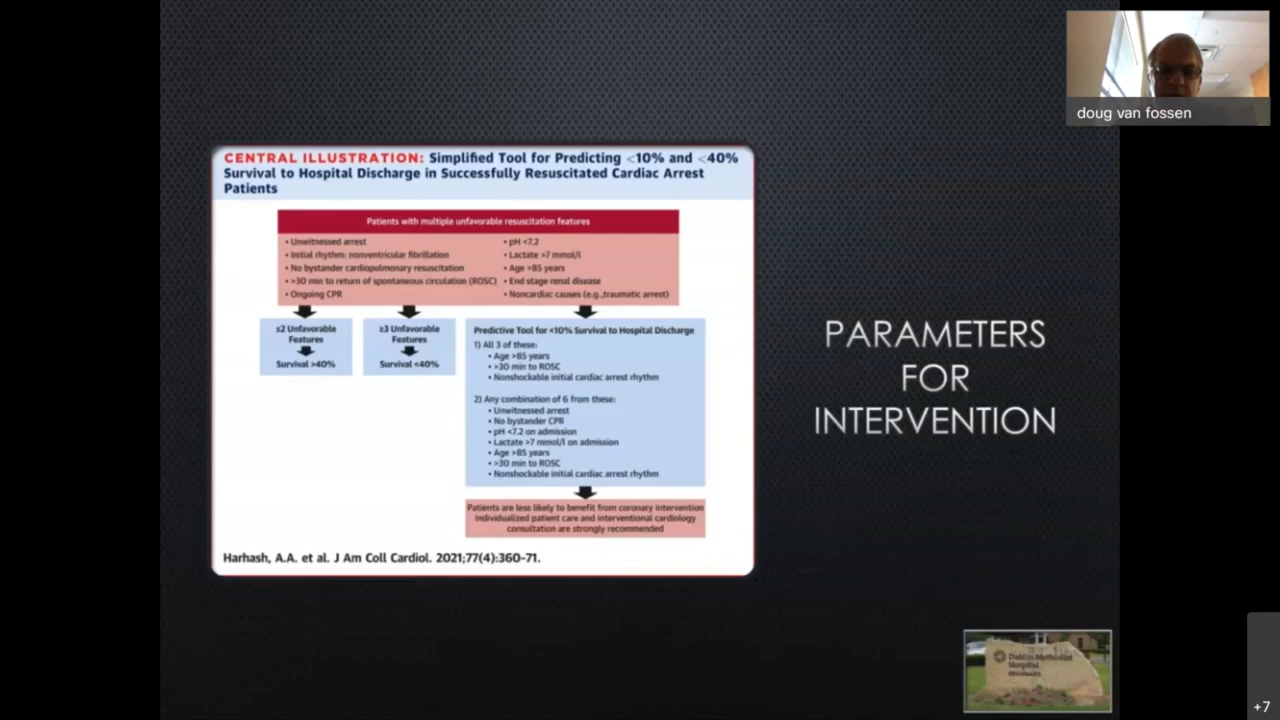 doug van fossen
CENTRAL ILLUSTRATION: Simplified Tool for Predicting <10% and <40%
Survival to Hospital Discharge in Successfully Resuscitated Cardiac Arrest
Patients
Patients with multiple unfavorable resuscitation features
• Unwitnessed arrest
• Initial rhythm: nonventricular fibrillation
• No bystander cardiopulmonary resuscitation
• >30 min to return of spontaneous circulation (ROSC)
• Ongoing CPR
• pH <7.2
• Lactate >7 mmol/l
• Age >85 years
• End stage renal disease
• Noncardiac causes (e.g.,traumatic arrest)
≤2 Unfavorable
Features
Survival >40%
≥3 Unfavorable
Features
Survival <40%
Predictive Tool for <10% Survival to Hospital Discharge
1) All 3 of these:
• Age >85 years
• >30 min to ROSC
• Nonshockable initial cardiac arrest rhythm
2) Any combination of 6 from these:
• Unwitnessed arrest
• No bystander CPR
• pH <7.2 on admission
• Lactate >7 mmol/l on admission
• Age >85 years
• >30 min to ROSC
• Nonshockable initial cardiac arrest rhythm
Patients are less likely to benefit from coronary intervention
Individualized patient care and interventional cardiology
consultation are strongly recommended
Harhash, A.A. et al. J Am Coll Cardiol. 2021;77(4):360–71.
PARAMETERS
FOR
INTERVENTION
Dublin Methodist
Hospital
+7